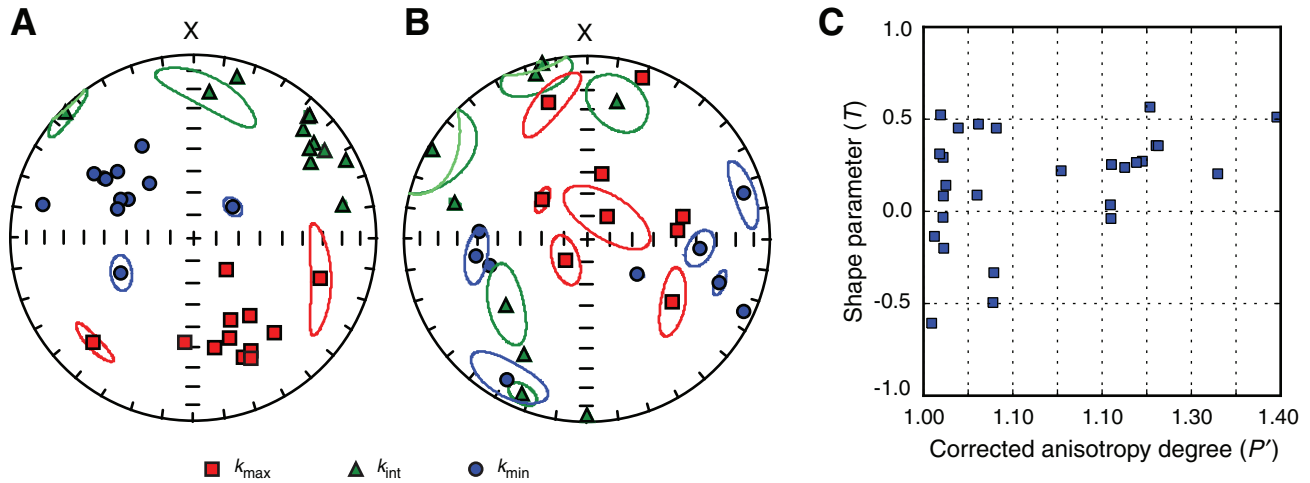 A
B
C
X
X
1.0
0.5
0.0
-0.5
-1.0
Shape parameter (T)
1.00
1.10
1.10
1.30
1.40
Corrected anisotropy degree (P′)
kmax
kint
kmin